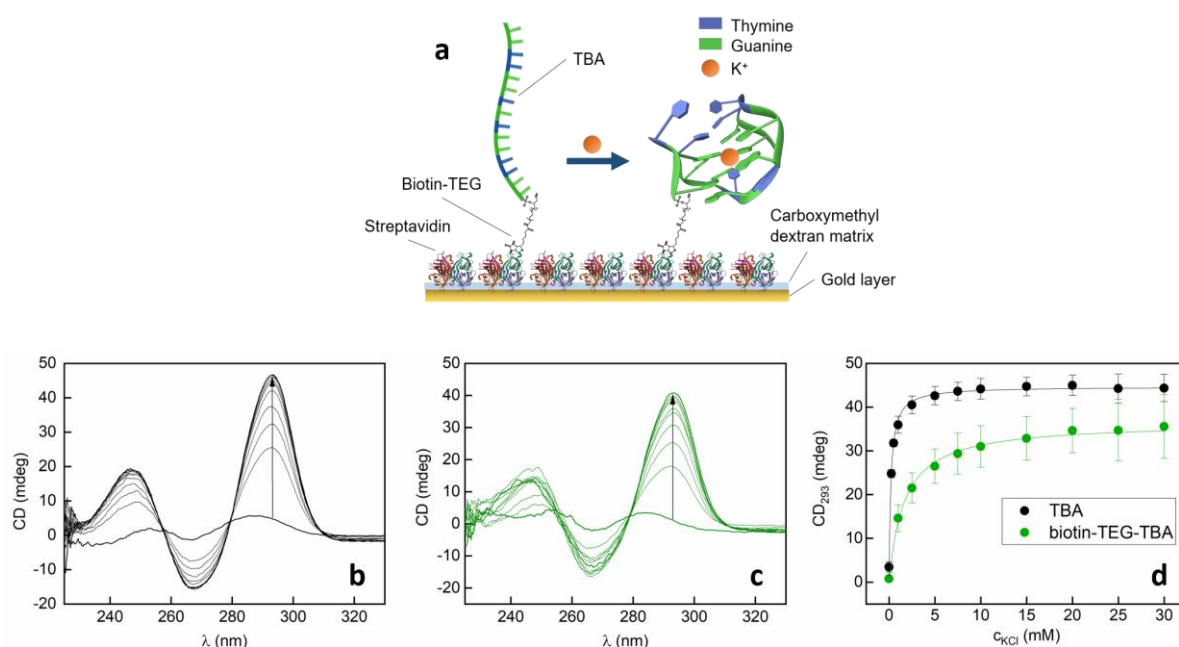 a
Thymine
Guanine
K⁺
TBA
Biotin-TEG
Streptavidin
Carboxymethyl
dextran matrix
Gold layer
50
40
30
20
10
0
-10
-20
CD (mdeg)
240
260
280
300
320
λ (nm)
b
50
40
30
20
10
0
-10
-20
CD (mdeg)
240
260
280
300
320
λ (nm)
c
50
40
30
20
10
0
CD₂₉₃ (mdeg)
TBA
biotin-TEG-TBA
0
5
10
15
20
25
30
c_KCl (mM)
d